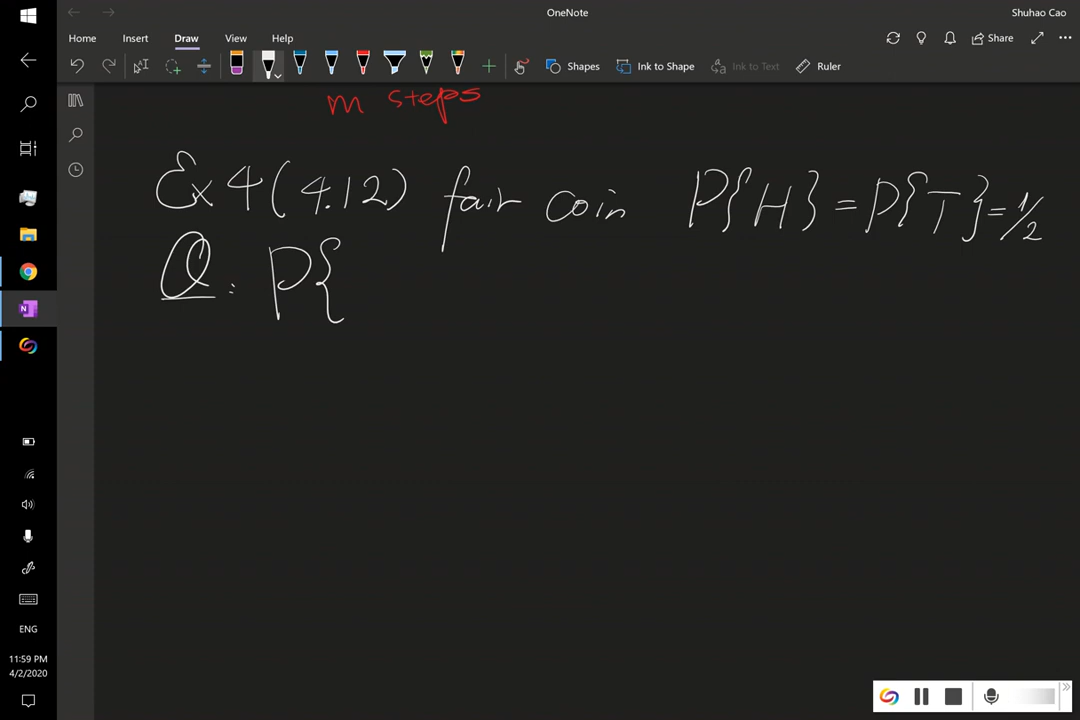 OneNote
Shuhao Cao
Home Insert Draw View Help
Share
Shapes
Ink to Shape
Ink to Text
Ruler
m steps
Ex 4 (4.12) fair coin P{H} = P{T} = 1/2
Q: P{
ENG
11:59 PM
4/2/2020